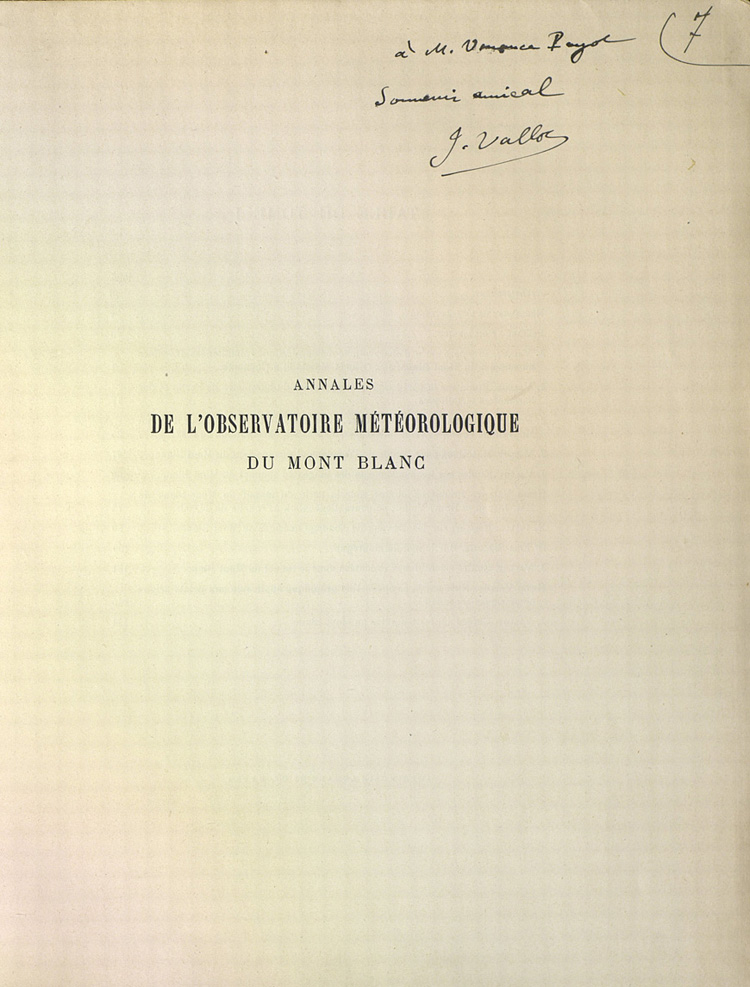 à M. Venance Payot
7
Souvenir amical
J. Vallot
ANNALES
DE L'OBSERVATOIRE MÉTÉOROLOGIQUE
DU MONT BLANC